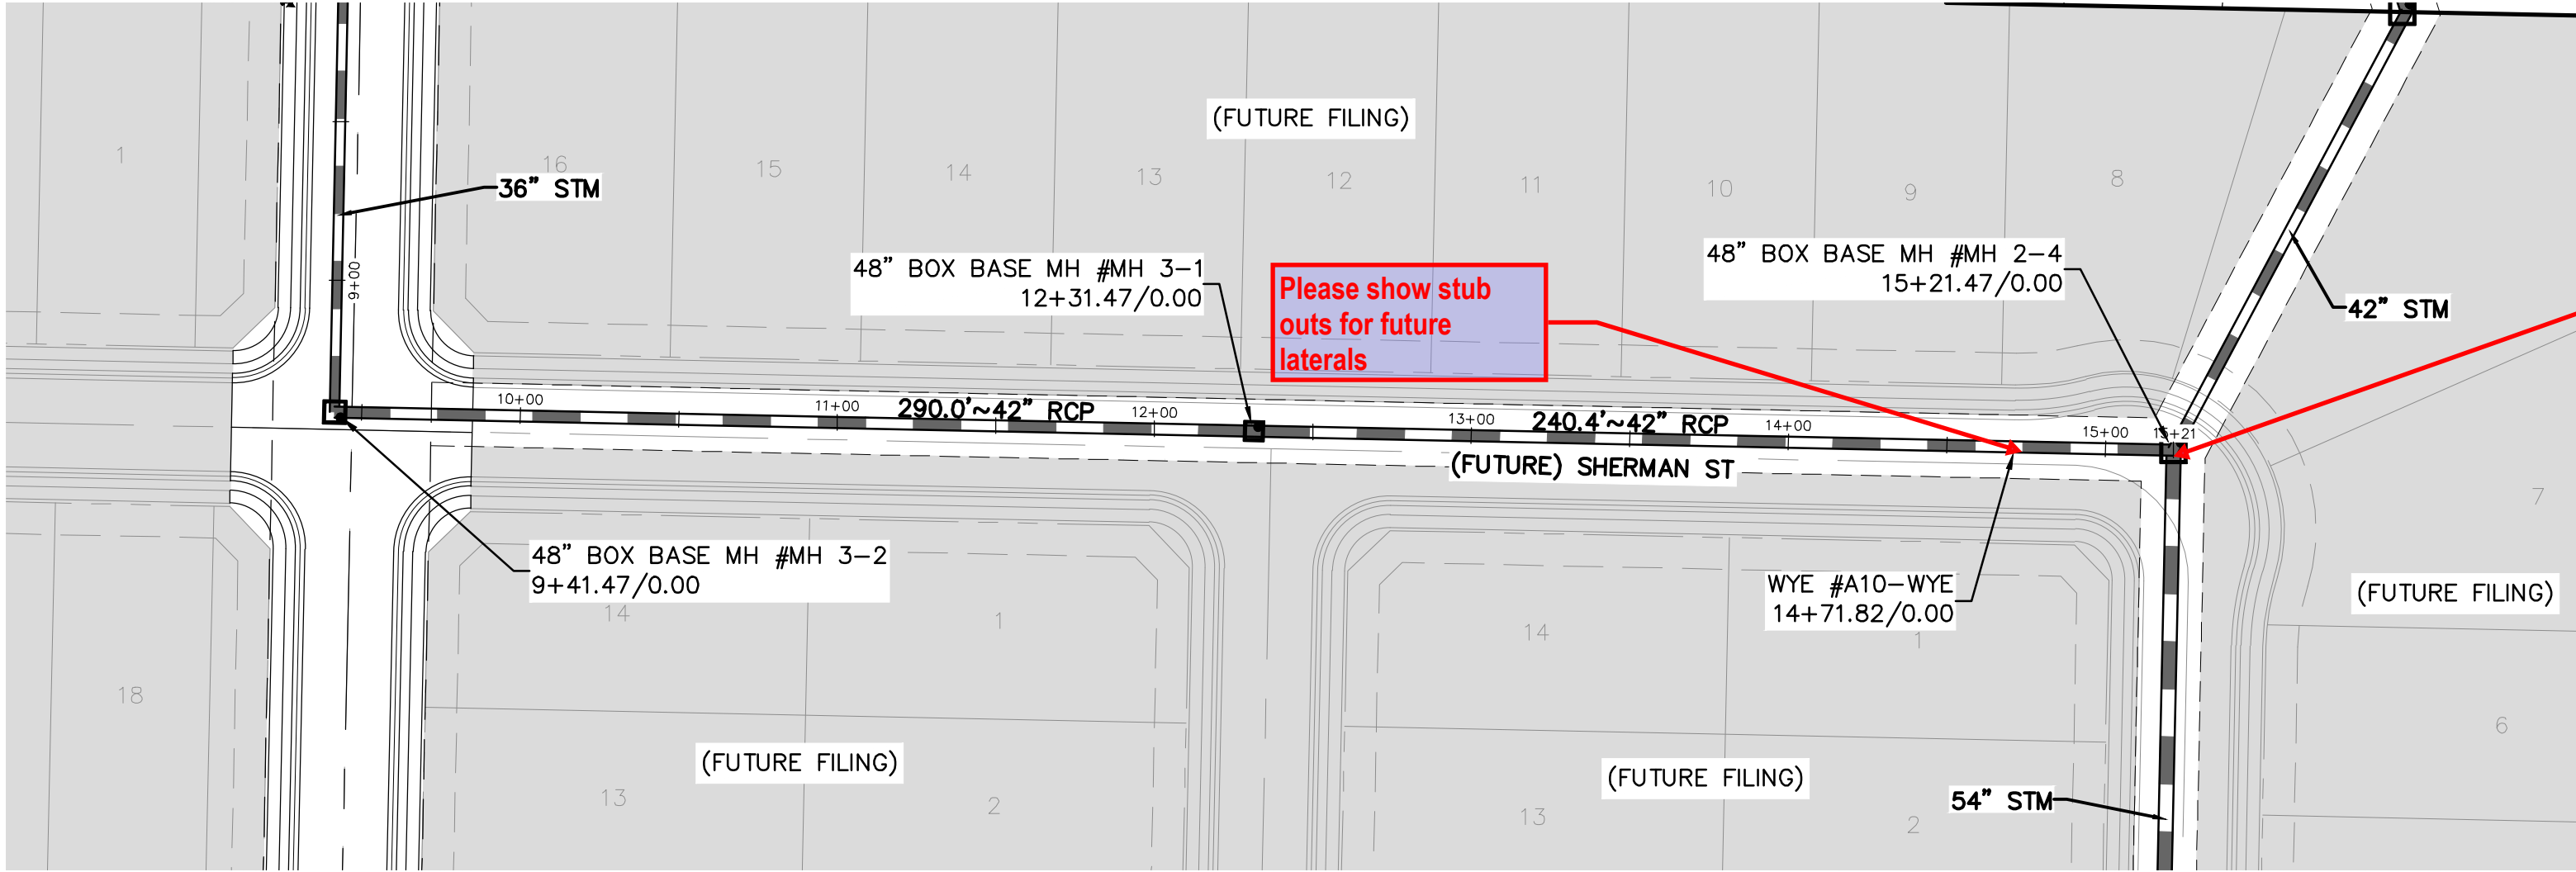 (FUTURE FILING)
1
16
15
14
13
12
11
10
9
8
36” STM
9+00
48” BOX BASE MH #MH 3-1
12+31.47/0.00
Please show stub
outs for future
laterals
48” BOX BASE MH #MH 2-4
15+21.47/0.00
42” STM
10+00
11+00
290.0’~42” RCP
12+00
13+00
240.4’~42” RCP
14+00
15+00
15+21
(FUTURE) SHERMAN ST
7
48” BOX BASE MH #MH 3-2
9+41.47/0.00
WYE #A10-WYE
14+71.82/0.00
(FUTURE FILING)
14
1
14
1
18
6
(FUTURE FILING)
(FUTURE FILING)
13
2
54” STM
13
2